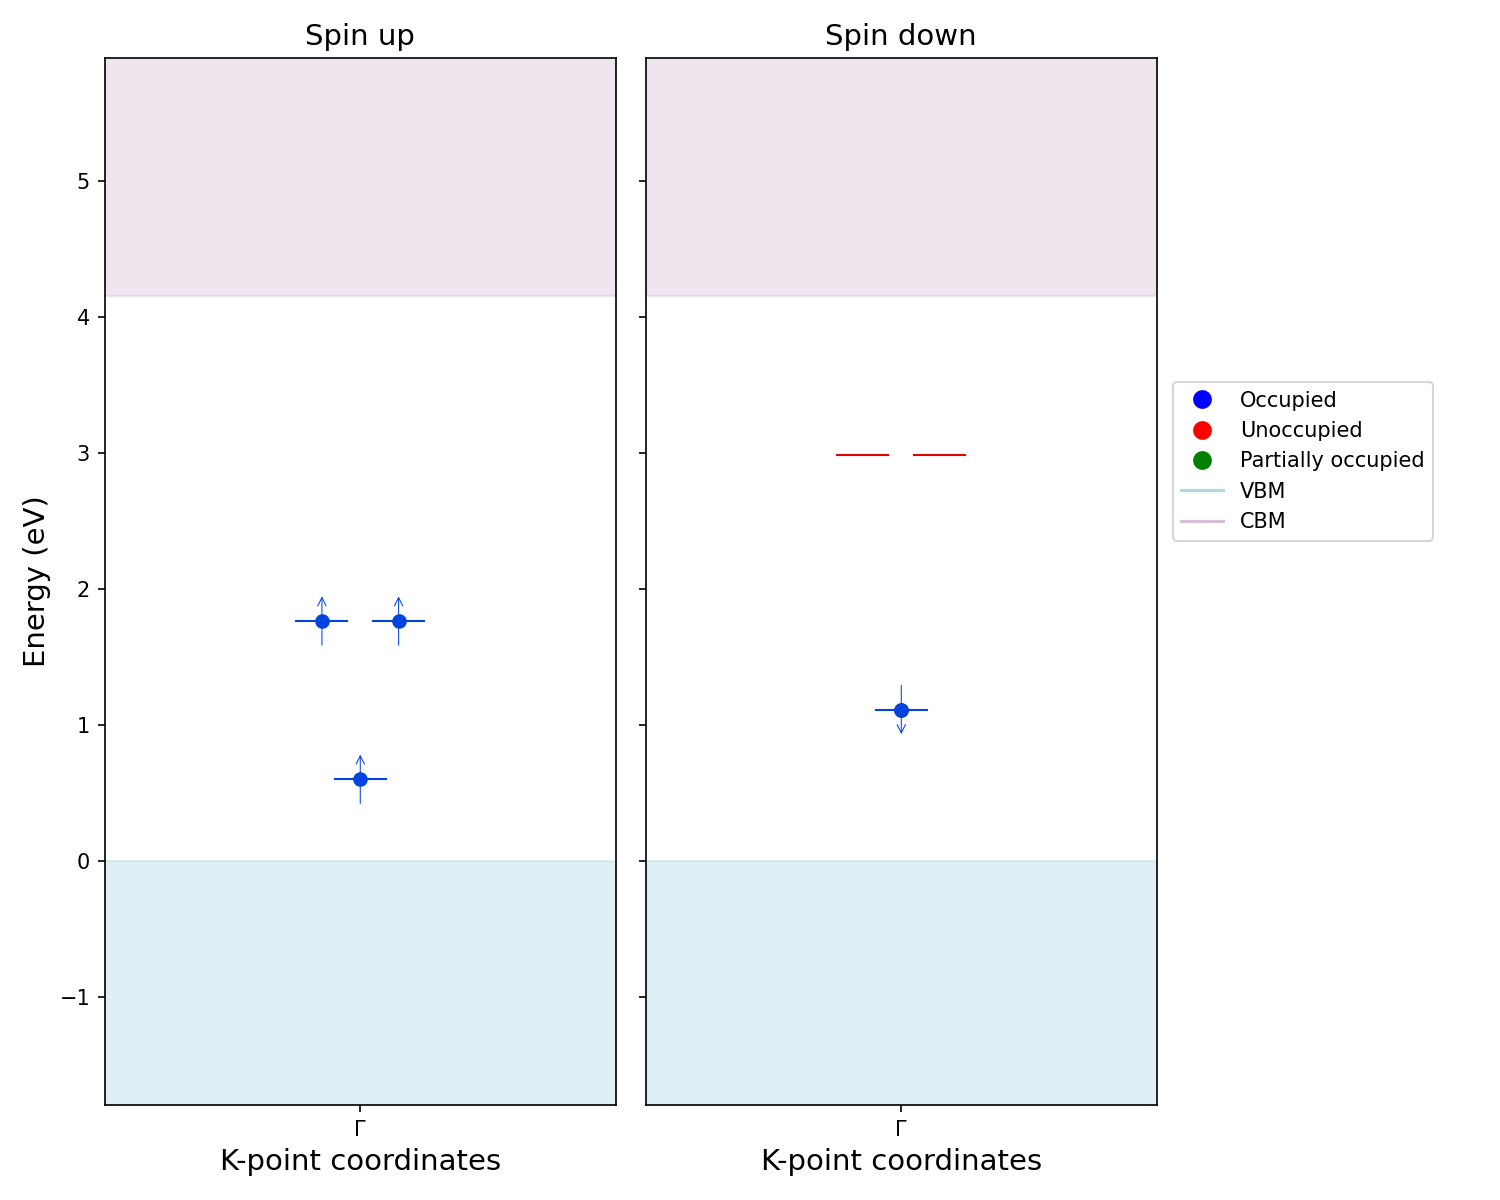 Spin up
Spin down
Energy (eV)
5
4
3
2
1
0
−1
Γ
Γ
K-point coordinates
K-point coordinates
Occupied
Unoccupied
Partially occupied
VBM
CBM